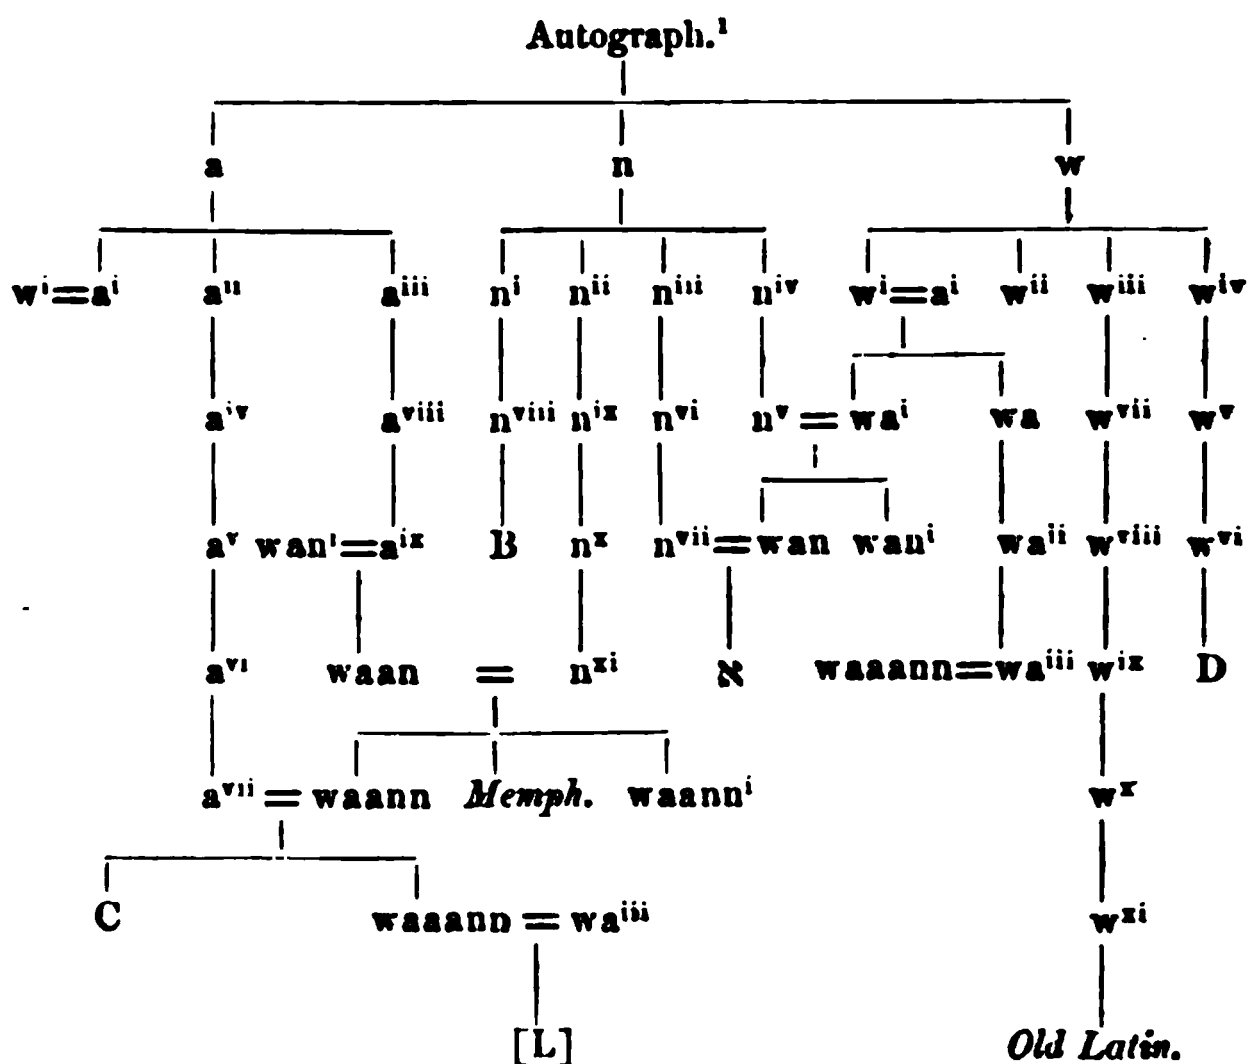 Autograph.¹
a n w
wⁱ=aⁱ aⁱⁱ aⁱⁱⁱ nⁱ nⁱⁱ nⁱⁱⁱ nⁱᵛ wⁱ=aⁱ wⁱⁱ wⁱⁱⁱ wⁱᵛ
aⁱᵛ aᵛⁱⁱⁱ nᵛⁱⁱⁱ nⁱˣ nᵛⁱ nᵛ = waⁱ wa wᵛⁱⁱ wᵛ
aᵛ wanⁱ=aⁱˣ B nˣ nᵛⁱⁱ=wan wanⁱ waⁱⁱ wᵛⁱⁱⁱ wᵛⁱ
aᵛⁱ waan = nˣⁱ א waaann=waⁱⁱⁱ wⁱˣ D
aᵛⁱⁱ = waann Memph. waannⁱ wˣ
C waaann = waⁱⁱⁱ wˣⁱ
[L] Old Latin.